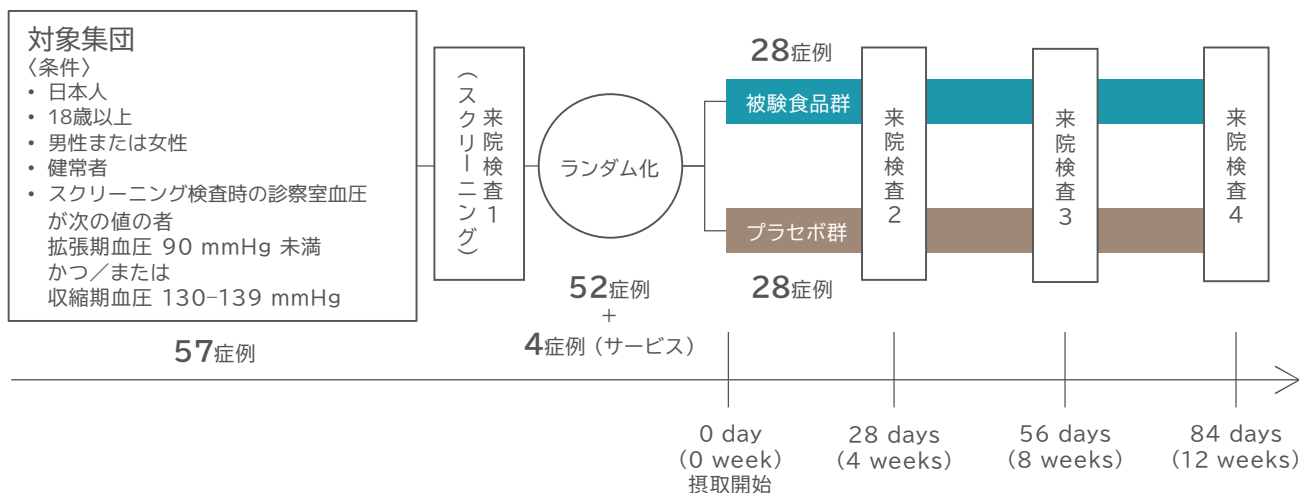 対象集団
〈条件〉
• 日本人
• 18歳以上
• 男性または女性
• 健常者
• スクリーニング検査時の診察室血圧
が次の値の者
拡張期血圧 90 mmHg 未満
かつ／または
収縮期血圧 130–139 mmHg
57症例
来院検査1
（スクリーニング）
ランダム化
52症例
+
4症例（サービス）
28症例
被験食品群
プラセボ群
28症例
来院検査2
来院検査3
来院検査4
0 day
(0 week)
摂取開始
28 days
(4 weeks)
56 days
(8 weeks)
84 days
(12 weeks)